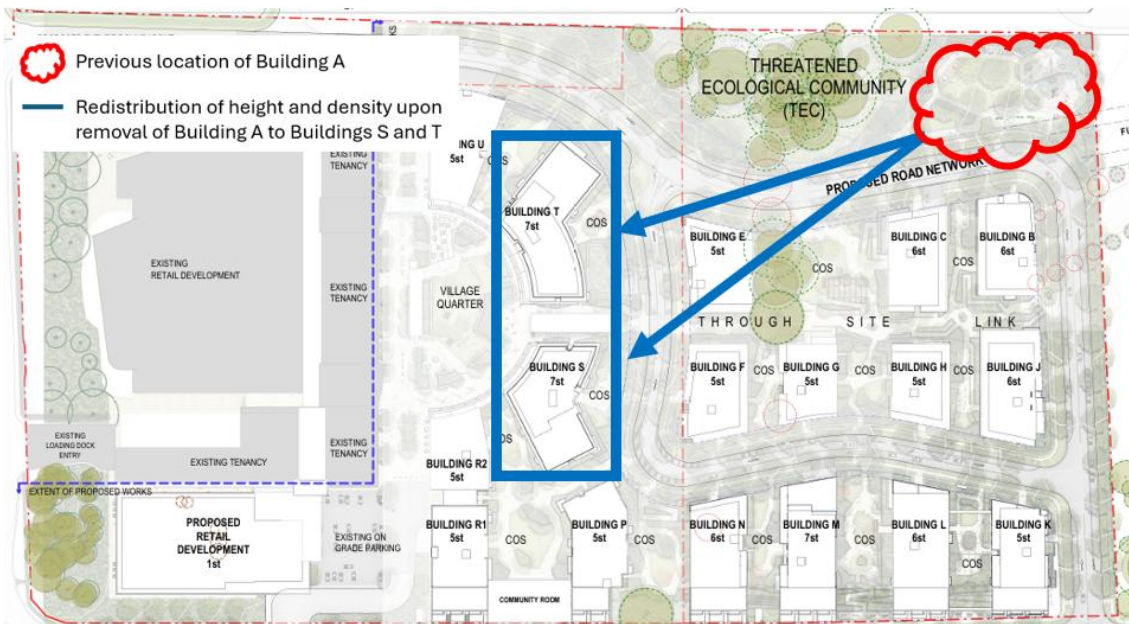 KS
Previous location of Building A
Redistribution of height and density upon
removal of Building A to Buildings S and T
THREATENED
ECOLOGICAL COMMUNITY
(TEC)
FU
PROPOSED ROAD NETWORK
EXISTING
TENANCY
NG U
5st
COS
BUILDING T
7st
COS
BUILDING E
5st
COS
BUILDING C
6st
COS
BUILDING B
6st
EXISTING
RETAIL DEVELOPMENT
EXISTING
TENANCY
VILLAGE
QUARTER
THROUGH SITE LINK
BUILDING S
7st
COS
BUILDING F
5st
COS
BUILDING G
5st
COS
BUILDING H
5st
COS
BUILDING J
6st
EXISTING
LOADING DOCK
ENTRY
EXISTING TENANCY
EXISTING
TENANCY
OS
BUILDING R2
5st
EXTENT OF PROPOSED WORKS
PROPOSED
RETAIL
DEVELOPMENT
1st
EXISTING ON
GRADE PARKING
BUILDING R1
5st
COS
BUILDING P
5st
COS
BUILDING N
6st
COS
BUILDING M
7st
COS
BUILDING L
6st
COS
BUILDING K
5st
COMMUNITY ROOM